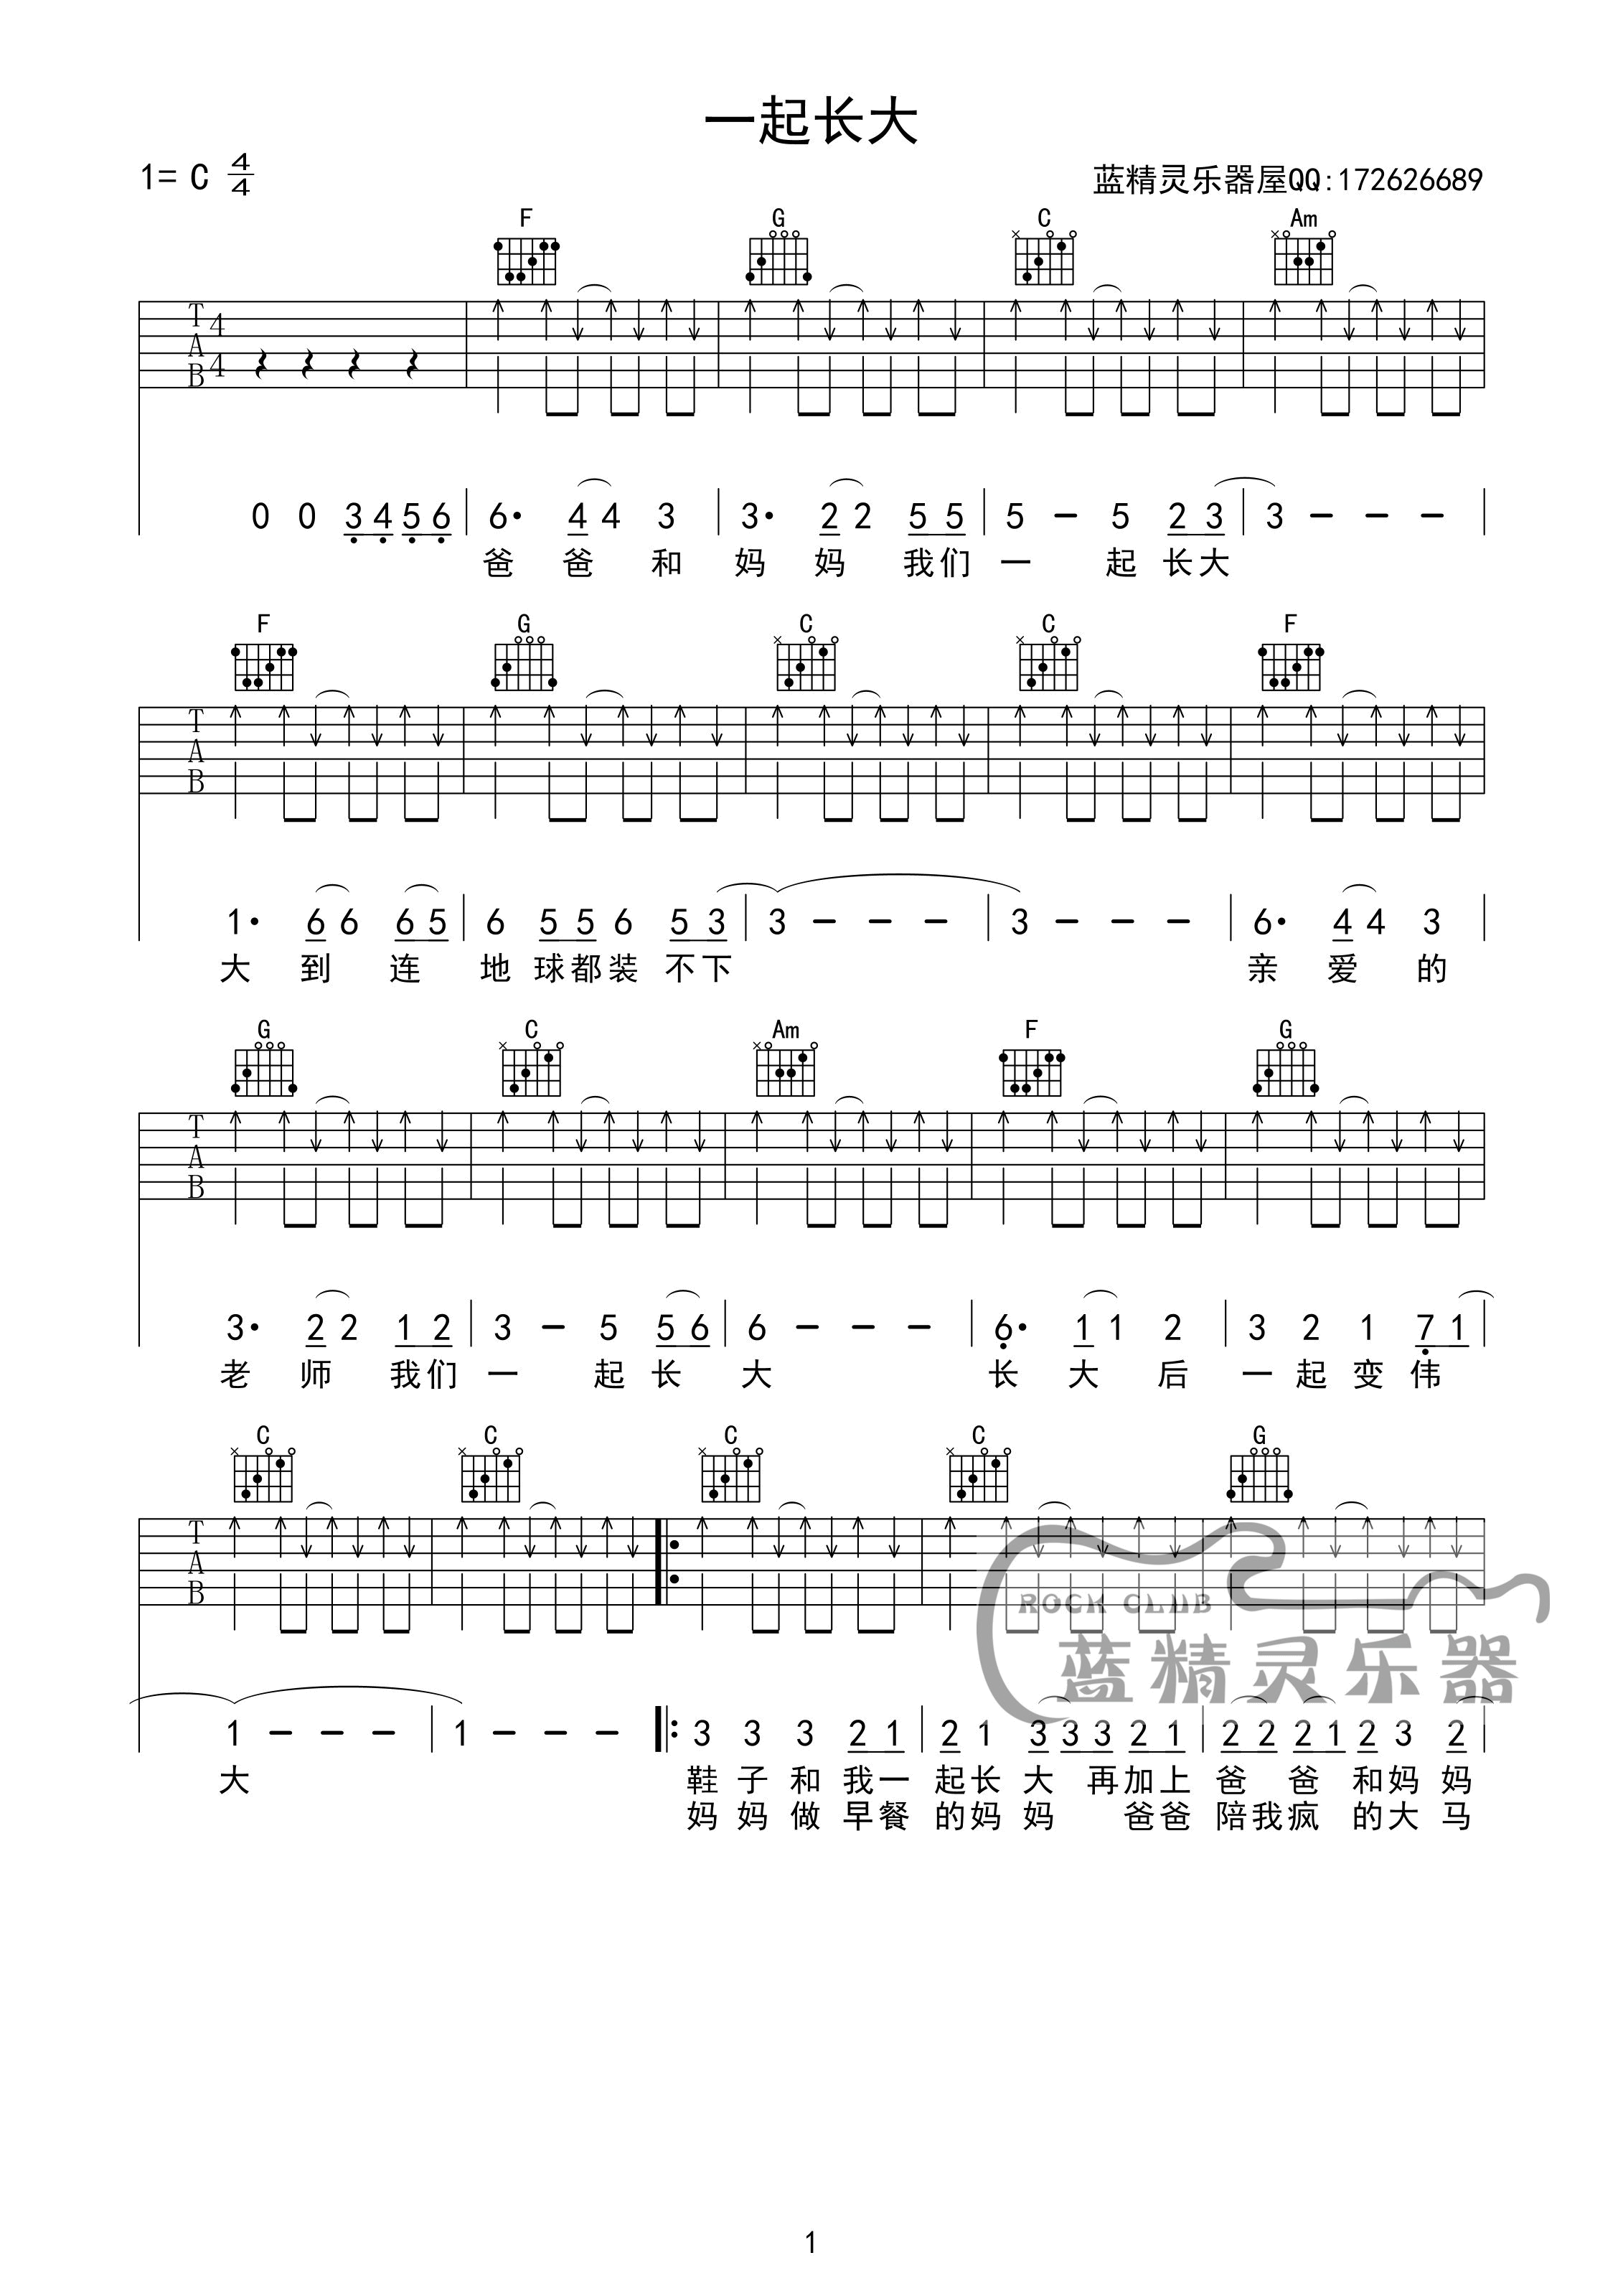 一起长大
1= C 4/4
蓝精灵乐器屋QQ:172626689
F G C Am
T A B 4 4
0 0 3 4 5 6 | 6· 4 4 3 | 3· 2 2 5 5 | 5 － 5 2 3 | 3 － － － |
爸 爸 和 妈 妈 我们 一 起 长大
F G C C F
T A B
1· 6 6 6 5 | 6 5 5 6 5 3 | 3 － － － | 3 － － － | 6· 4 4 3 |
大 到 连 地 球都装 不下 亲 爱 的
G C Am F G
T A B
3· 2 2 1 2 | 3 － 5 5 6 | 6 － － － | 6· 1 1 2 | 3 2 1 7 1 |
老 师 我们 一 起 长 大 长 大 后 一 起 变 伟
C C C C G
T A B
ROCK CLUB
蓝精灵乐器
1 － － － | 1 － － － |: 3 3 3 2 1 | 2 1 3 3 3 2 1 | 2 2 2 1 2 3 2 |
大 鞋 子 和 我一 起长 大 再加上 爸 爸 和妈 妈
妈 妈 做 早餐 的妈 妈 爸爸 陪我疯 的大 马
1